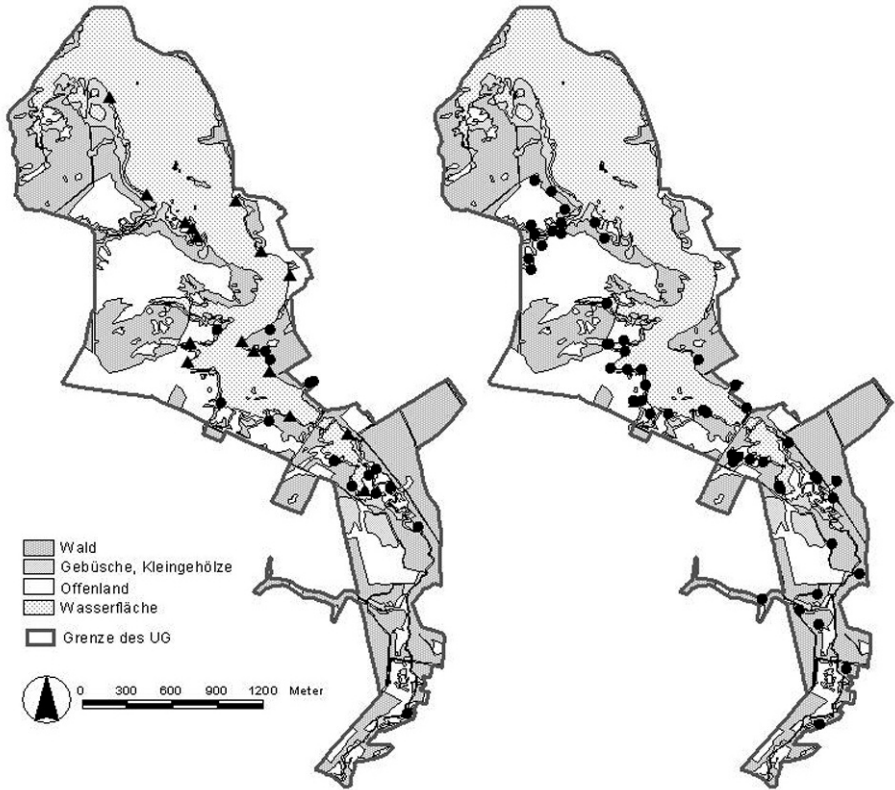 Wald
Gebüsche, Kleingehölze
Offenland
Wasserfläche
Grenze des UG
0 300 600 900 1200 Meter